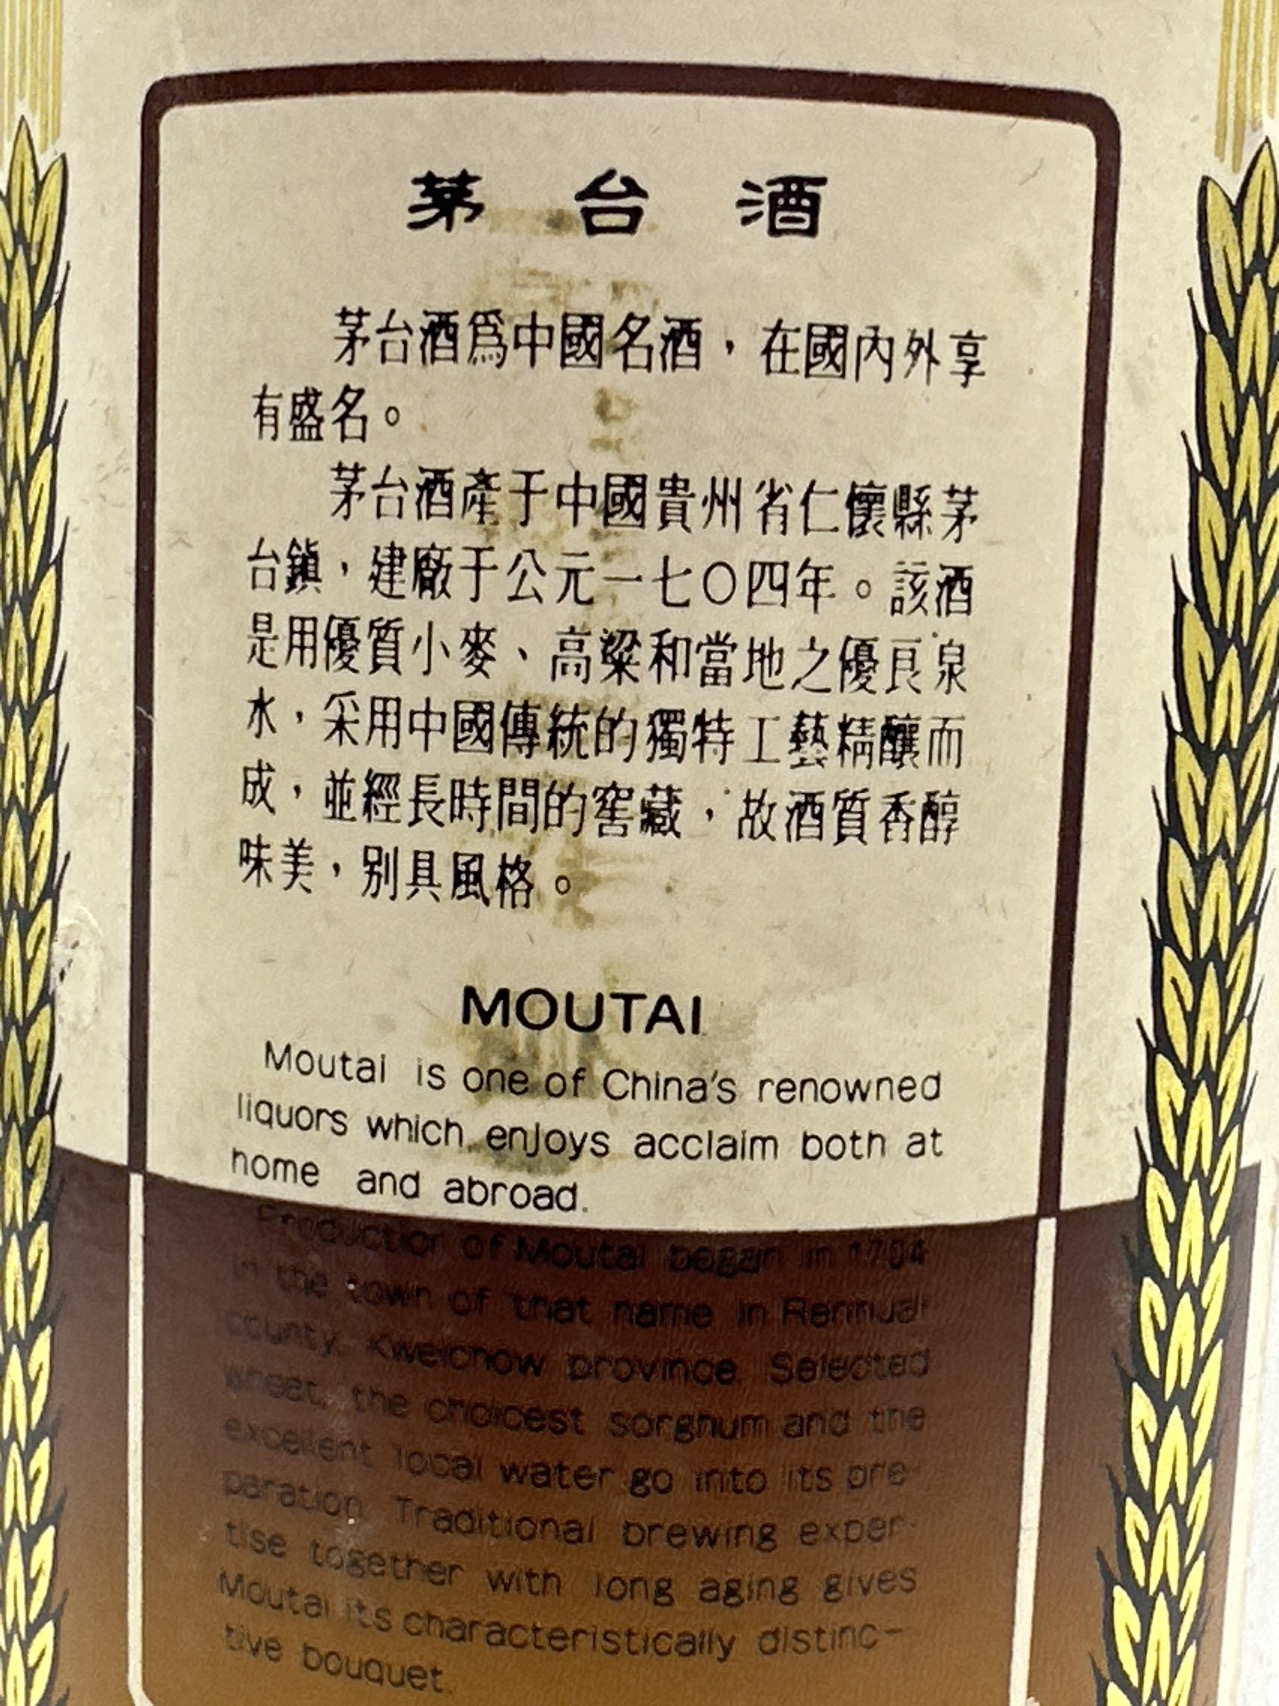 茅台酒
茅台酒爲中國名酒，在國內外享
有盛名。
茅台酒產于中國貴州省仁懷縣茅
台鎮，建廠于公元一七〇四年。該酒
是用優質小麥、高粱和當地之優良泉
水，采用中國傳統的獨特工藝精釀而
成，並經長時間的窖藏，故酒質香醇
味美，别具風格。
MOUTAI
Moutai is one of China's renowned
liquors which enjoys acclaim both at
home and abroad.
Production of Moutai began in 1704
in the town of that name in Renhuai
county, Kweichow province. Selected
wheat, the choicest sorghum and the
excellent local water go into its pre-
paration. Traditional brewing exper-
tise together with long aging gives
Moutai its characteristically distinc-
tive bouquet.